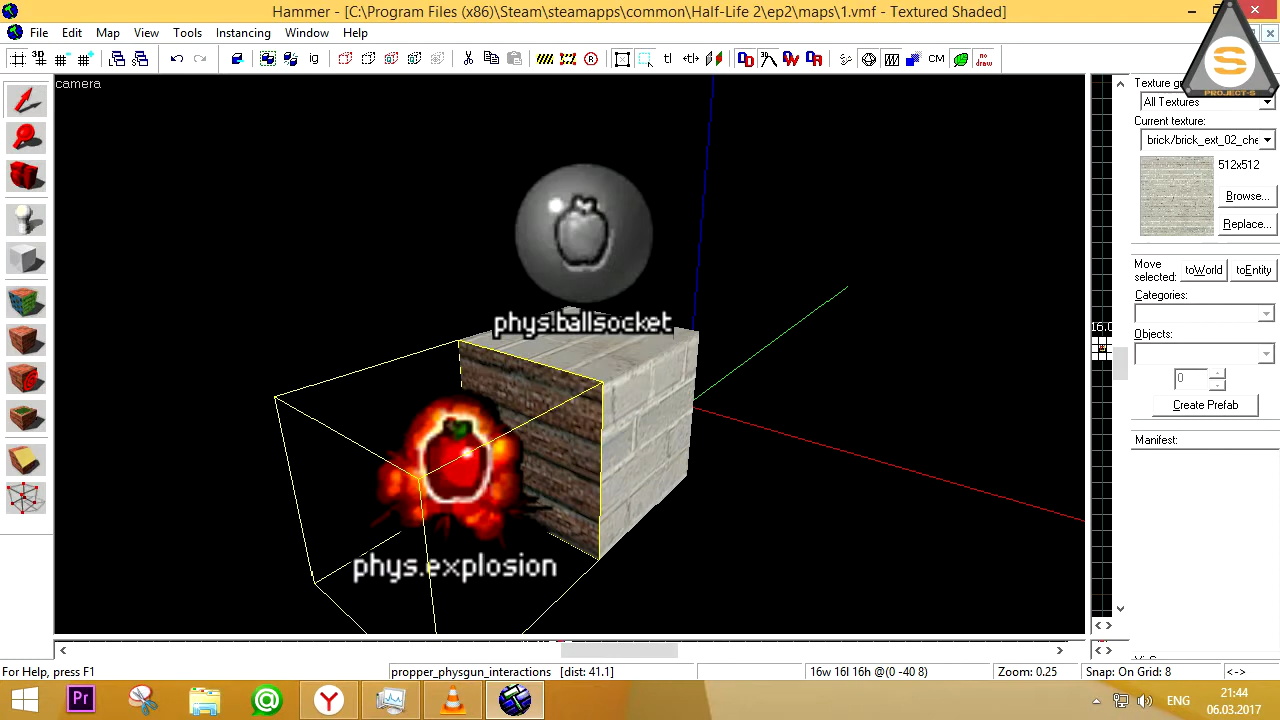 Hammer - [C:\Program Files (x86)\Steam\steamapps\common\Half-Life 2\ep2\maps\1.vmf - Textured Shaded]
File Edit Map View Tools Instancing Window Help
camera
Texture
All Textures
Current texture:
brick/brick_ext_02_che
512x512
Browse...
Replace...
Move selected:
toWorld
toEntity
Categories:
Objects:
0
Create Prefab
Manifest:
16.0
phys.ballsocket
phys.explosion
S
PROJECT-S
For Help, press F1
propper_physgun_interactions [dist: 41.1]
16w 16l 16h @(0 -40 8)
Zoom: 0.25
Snap: On Grid: 8
<->
Pr
Y
ENG
21:44
06.03.2017